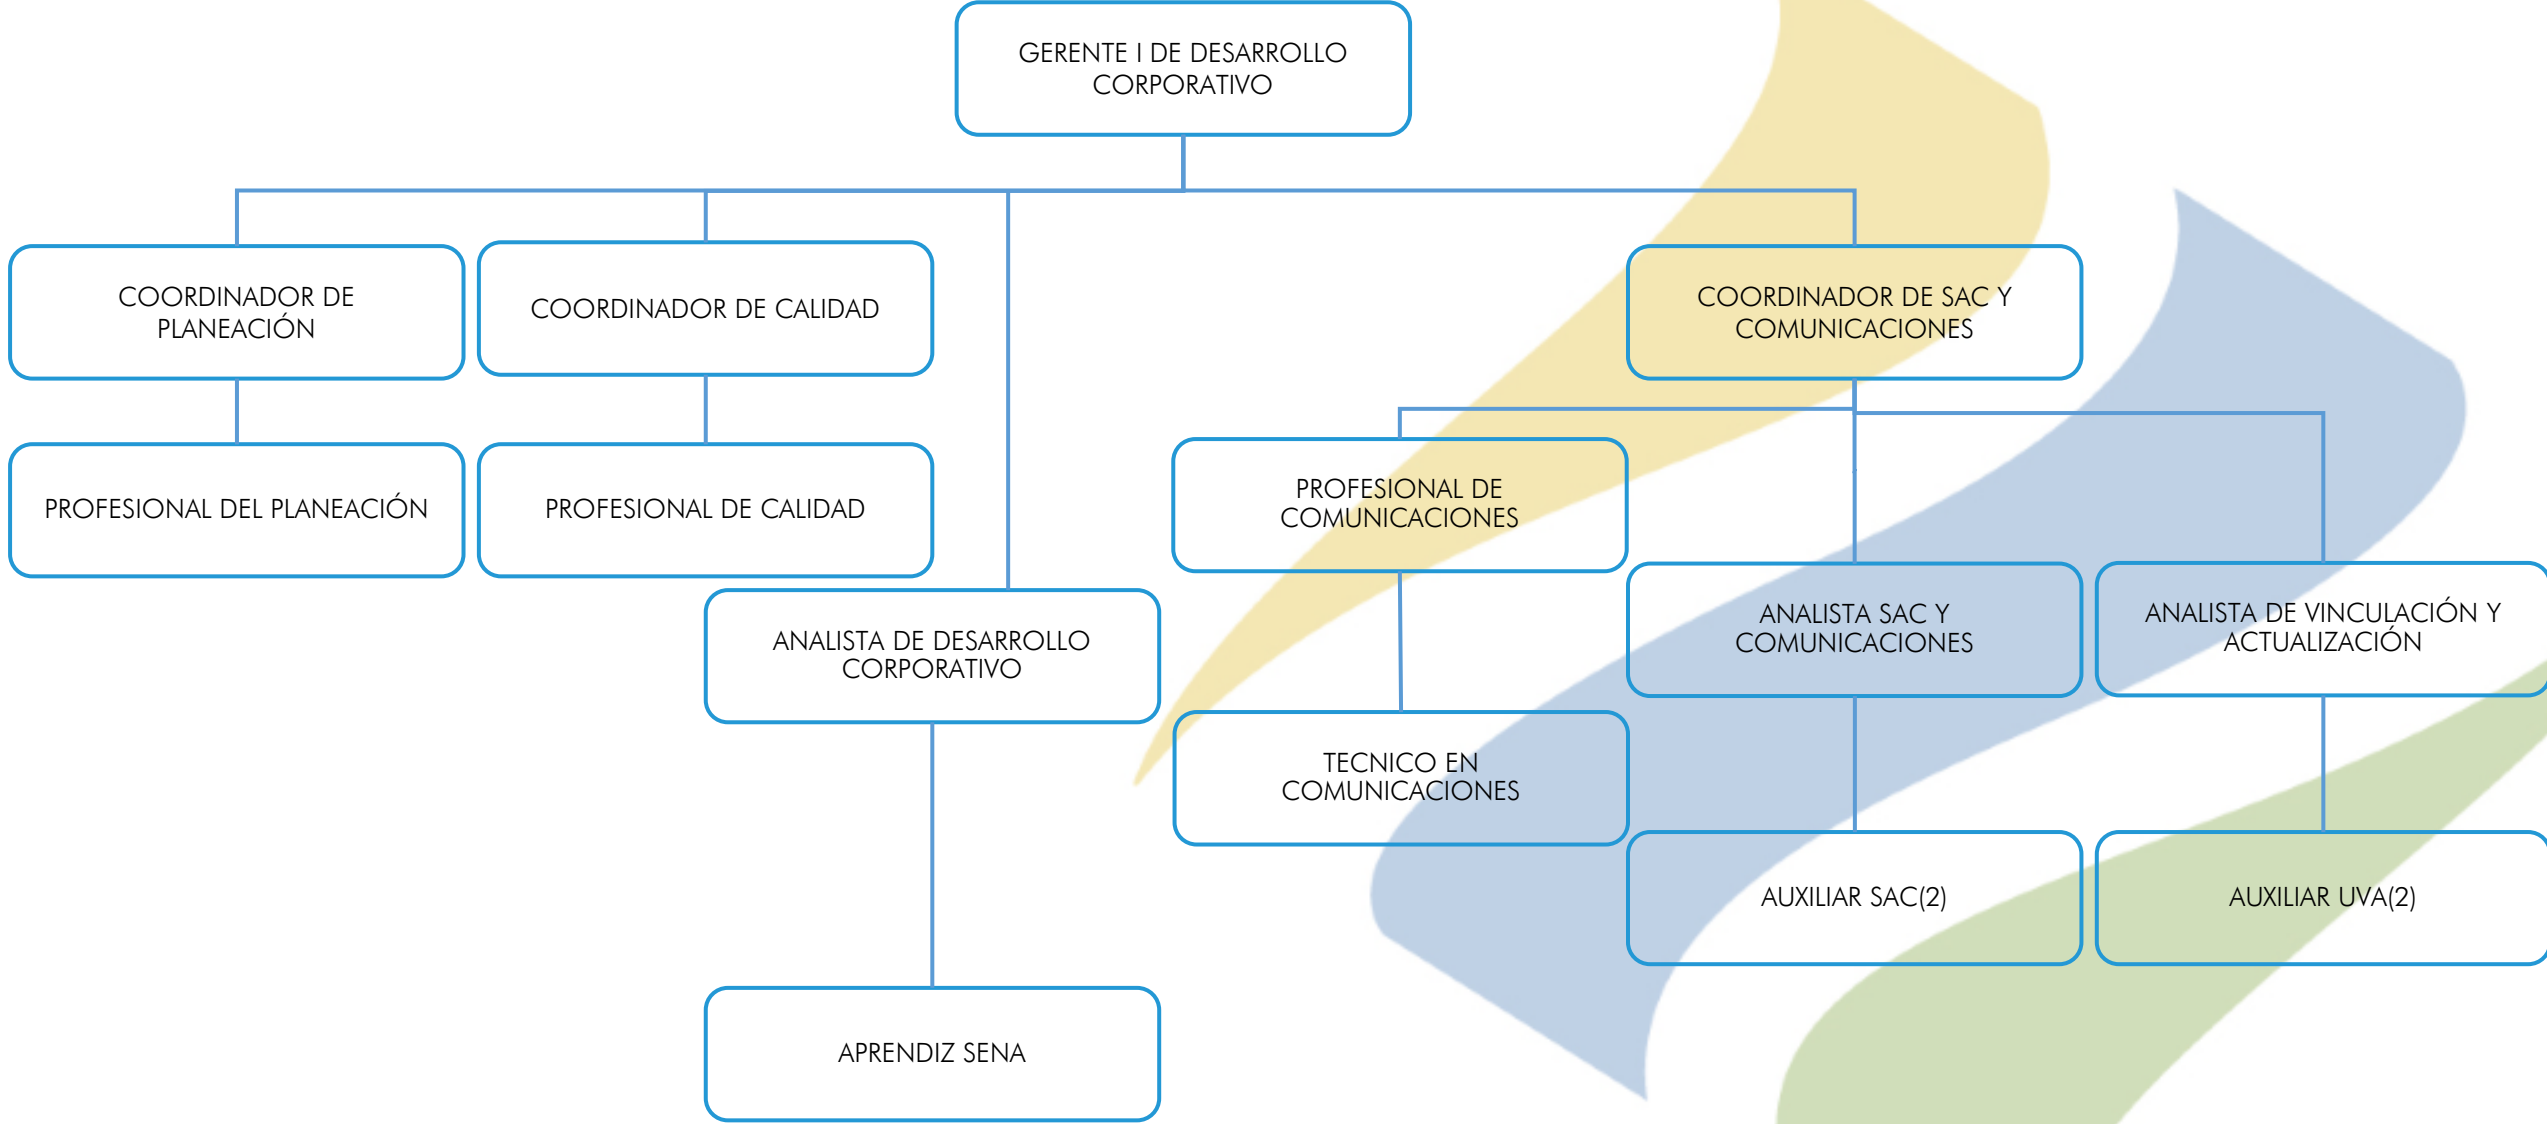 GERENTE I DE DESARROLLO
CORPORATIVO
COORDINADOR DE
PLANEACIÓN
COORDINADOR DE CALIDAD
COORDINADOR DE SAC Y
COMUNICACIONES
PROFESIONAL DEL PLANEACIÓN
PROFESIONAL DE CALIDAD
PROFESIONAL DE
COMUNICACIONES
ANALISTA DE DESARROLLO
CORPORATIVO
ANALISTA SAC Y
COMUNICACIONES
ANALISTA DE VINCULACIÓN Y
ACTUALIZACIÓN
TECNICO EN
COMUNICACIONES
AUXILIAR SAC(2)
AUXILIAR UVA(2)
APRENDIZ SENA